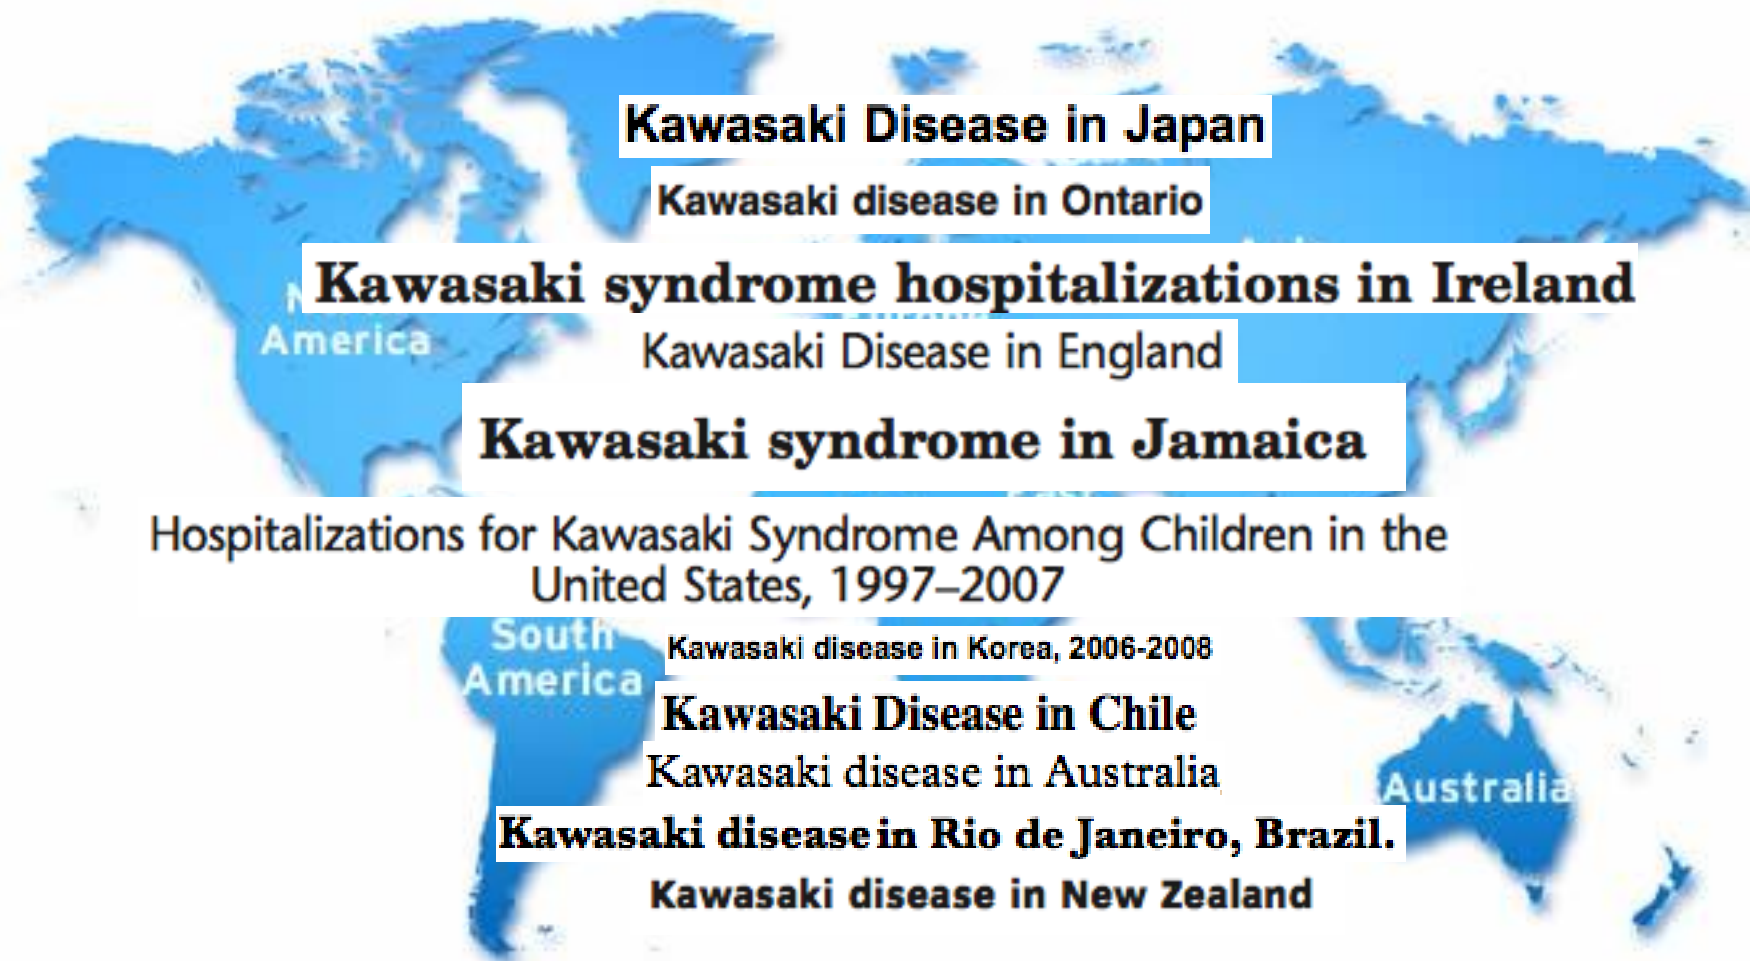 Kawasaki Disease in Japan
Kawasaki disease in Ontario
Kawasaki syndrome hospitalizations in Ireland
America
Kawasaki Disease in England
Kawasaki syndrome in Jamaica
Hospitalizations for Kawasaki Syndrome Among Children in the
United States, 1997–2007
South
America
Kawasaki disease in Korea, 2006-2008
Kawasaki Disease in Chile
Kawasaki disease in Australia
Australia
Kawasaki disease in Rio de Janeiro, Brazil.
Kawasaki disease in New Zealand